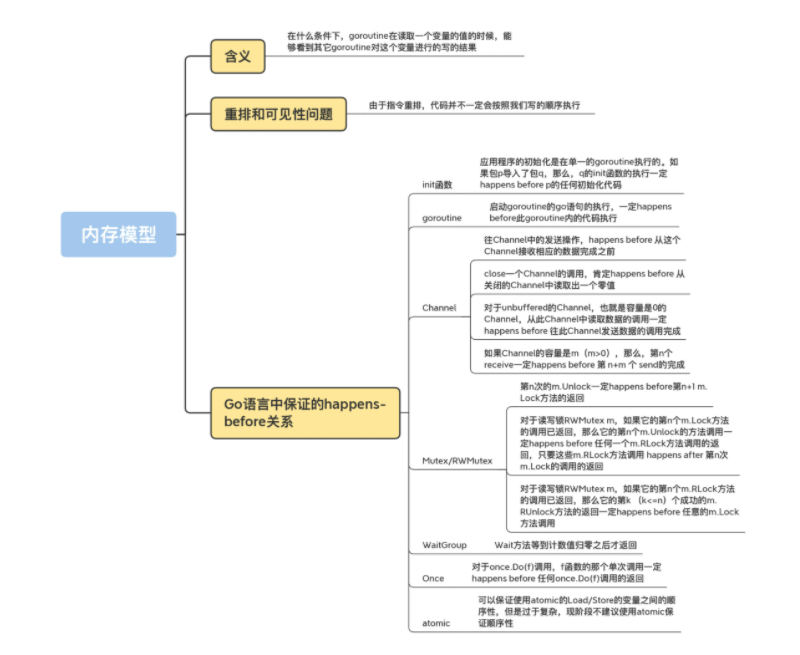 内存模型
含义
在什么条件下，goroutine在读取一个变量的值的时候，能
够看到其它goroutine对这个变量进行的写的结果
重排和可见性问题
由于指令重排，代码并不一定会按照我们写的顺序执行
Go语言中保证的happens-
before关系
init函数
应用程序的初始化是在单一的goroutine执行的。如
果包p导入了包q，那么，q的init函数的执行一定
happens before p的任何初始化代码
goroutine
启动goroutine的go语句的执行，一定happens
before此goroutine内的代码执行
Channel
往Channel中的发送操作，happens before 从这个
Channel接收相应的数据完成之前
close一个Channel的调用，肯定happens before 从
关闭的Channel中读取出一个零值
对于unbuffered的Channel，也就是容量是0的
Channel，从此Channel中读取数据的调用一定
happens before 往此Channel发送数据的调用完成
如果Channel的容量是m（m>0），那么，第n个
receive一定happens before 第 n+m 个 send的完成
Mutex/RWMutex
第n次的m.Unlock一定happens before第n+1 m.
Lock方法的返回
对于读写锁RWMutex m，如果它的第n个m.Lock方法
的调用已返回，那么它的第n个m.Unlock的方法调用一
定happens before 任何一个m.RLock方法调用的返
回，只要这些m.RLock方法调用 happens after 第n次
m.Lock的调用的返回
对于读写锁RWMutex m，如果它的第n个m.RLock方法
的调用已返回，那么它的第k （k<=n）个成功的m.
RUnlock方法的返回一定happens before 任意的m.Lock
方法调用
WaitGroup
Wait方法等到计数值归零之后才返回
Once
对于once.Do(f)调用，f函数的那个单次调用一定
happens before 任何once.Do(f)调用的返回
atomic
可以保证使用atomic的Load/Store的变量之间的顺
序性，但是过于复杂，现阶段不建议使用atomic保
证顺序性